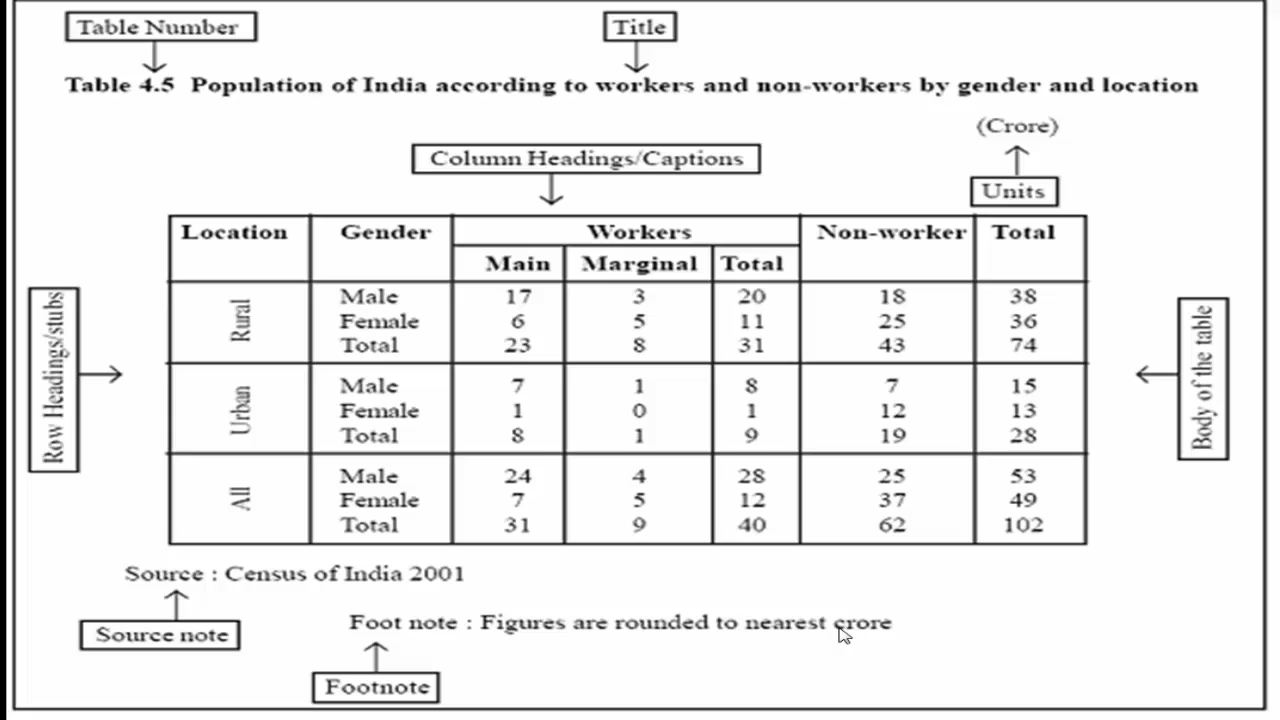 Table Number Title
Table 4.5 Population of India according to workers and non-workers by gender and location
(Crore)
Column Headings/Captions
Units
Location Gender Workers Non-worker Total
Main Marginal Total
Row Headings/stubs
Body of the table
Rural
Male 17 3 20 18 38
Female 6 5 11 25 36
Total 23 8 31 43 74
Urban
Male 7 1 8 7 15
Female 1 0 1 12 13
Total 8 1 9 19 28
All
Male 24 4 28 25 53
Female 7 5 12 37 49
Total 31 9 40 62 102
Source : Census of India 2001
Foot note : Figures are rounded to nearest crore
Source note
Footnote